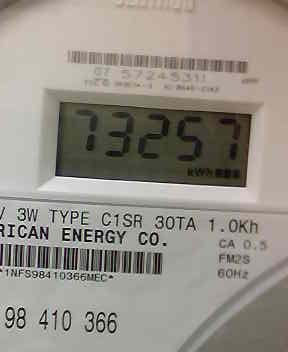 07 57245311
73257
kWh
V 3W TYPE C1SR 30TA 1.0Kh
RICAN ENERGY CO. CA 0.5
FM2S
*1NFS98410366MEC* 60Hz
98 410 366